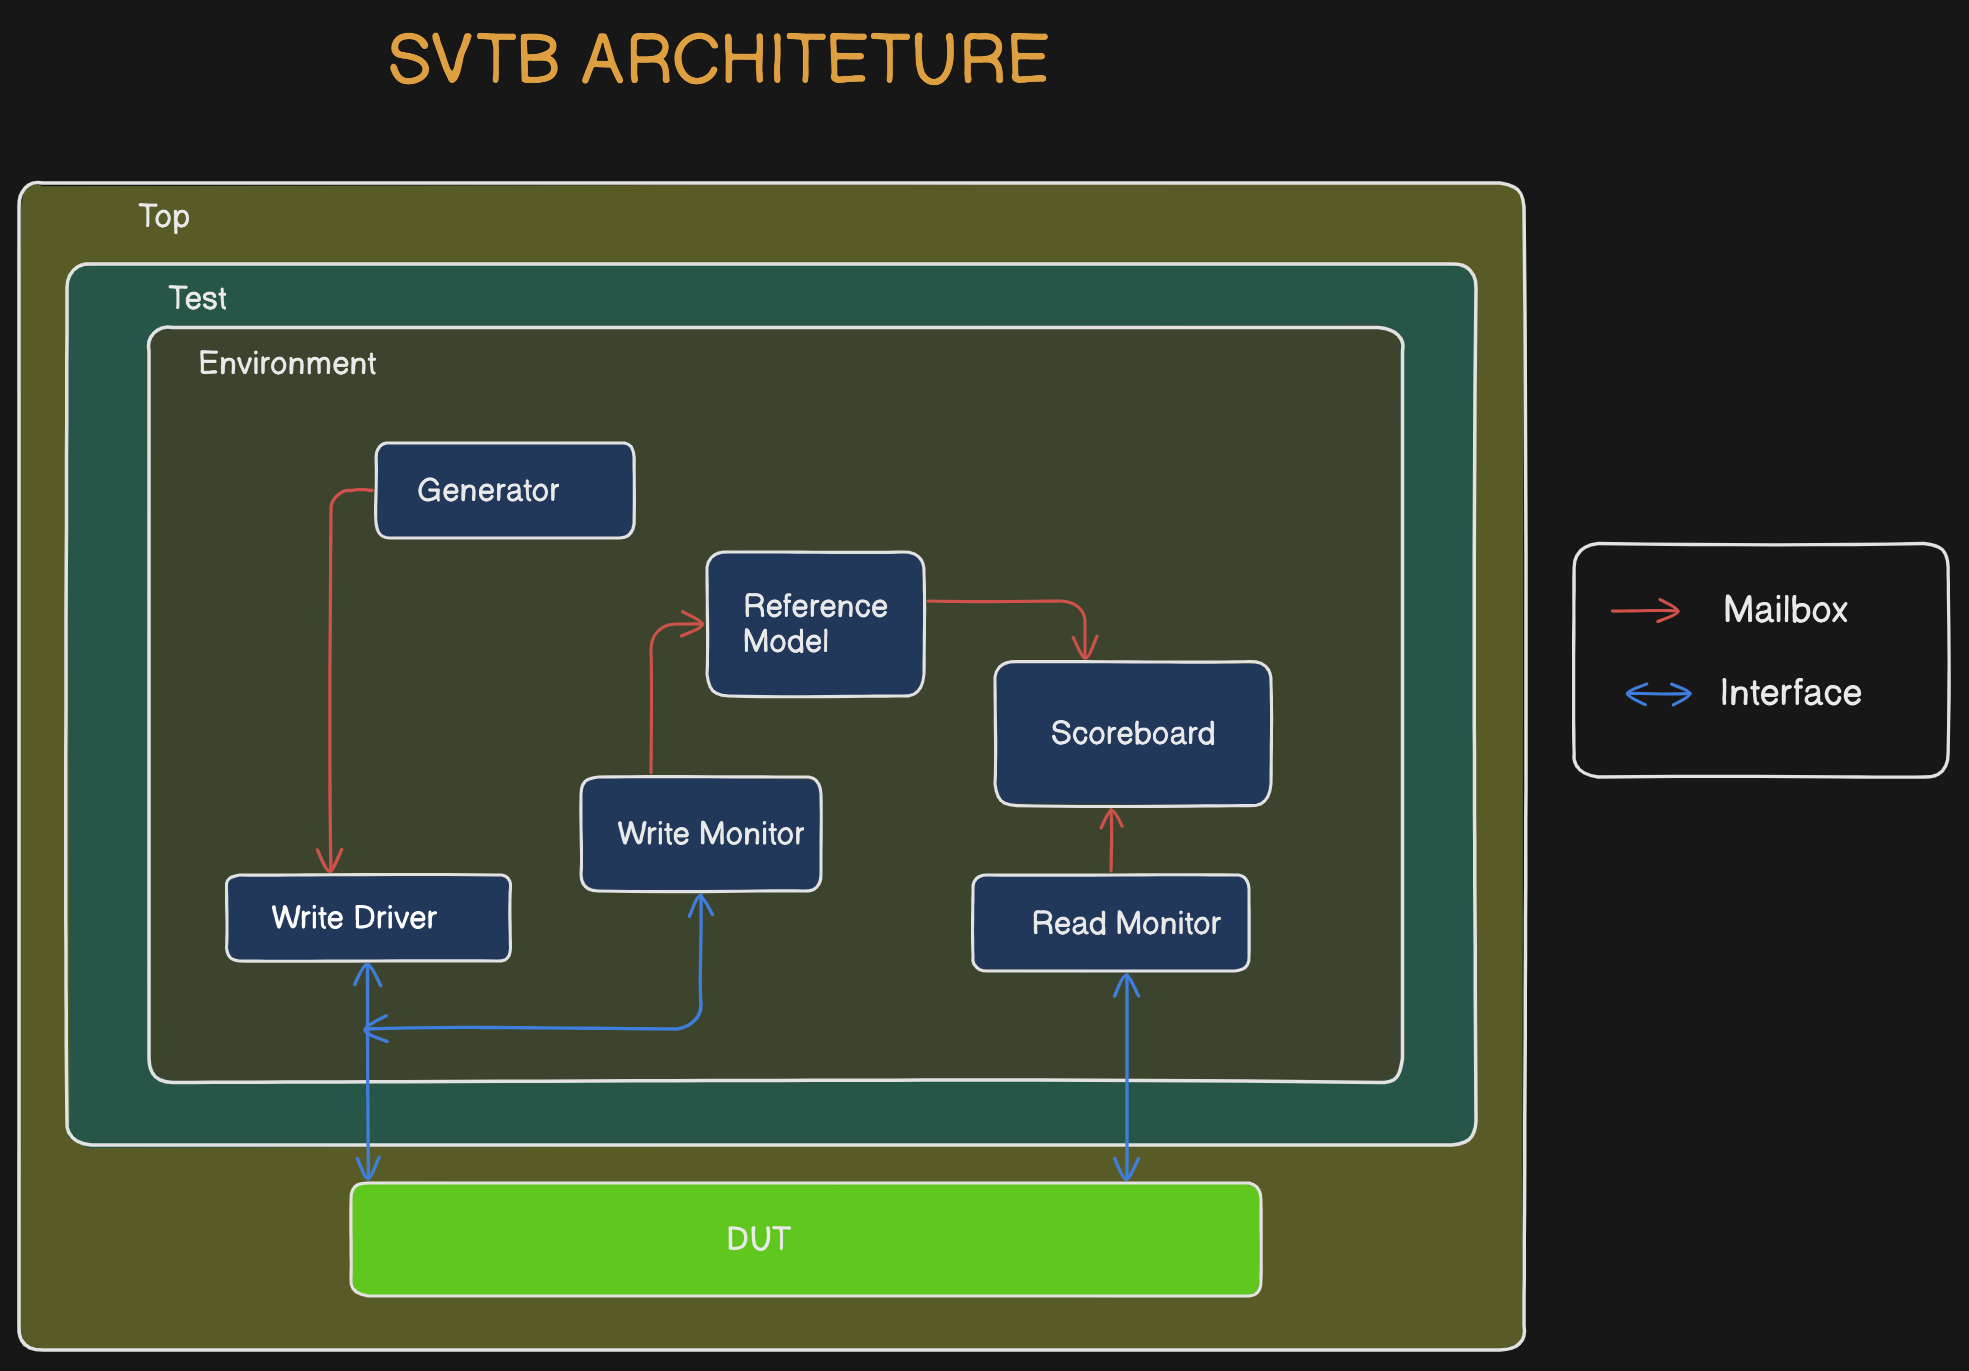 SVTB ARCHITETURE
Top
Test
Environment
Generator
Reference
Model
Scoreboard
Write Monitor
Write Driver
Read Monitor
DUT
Mailbox
Interface